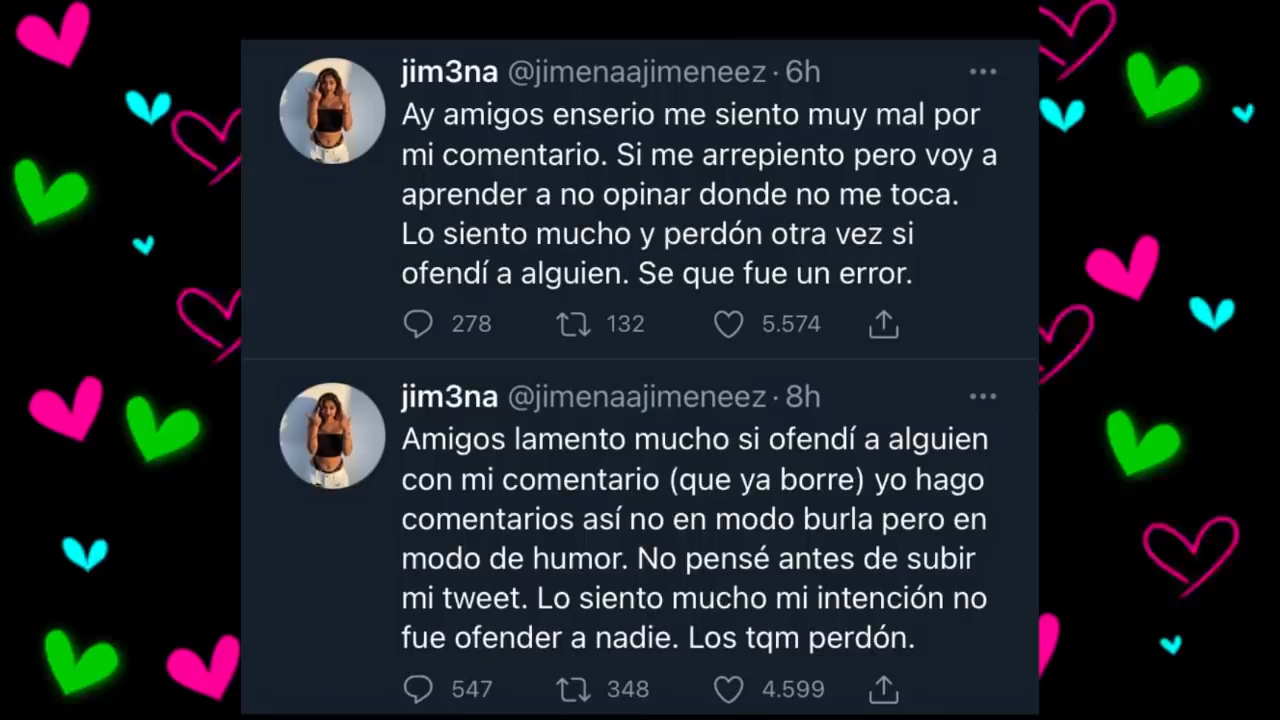 jim3na @jimenaajimeneez · 6h
Ay amigos enserio me siento muy mal por
mi comentario. Si me arrepiento pero voy a
aprender a no opinar donde no me toca.
Lo siento mucho y perdón otra vez si
ofendí a alguien. Se que fue un error.
278 132 5.574
jim3na @jimenaajimeneez · 8h
Amigos lamento mucho si ofendí a alguien
con mi comentario (que ya borre) yo hago
comentarios así no en modo burla pero en
modo de humor. No pensé antes de subir
mi tweet. Lo siento mucho mi intención no
fue ofender a nadie. Los tqm perdón.
547 348 4.599